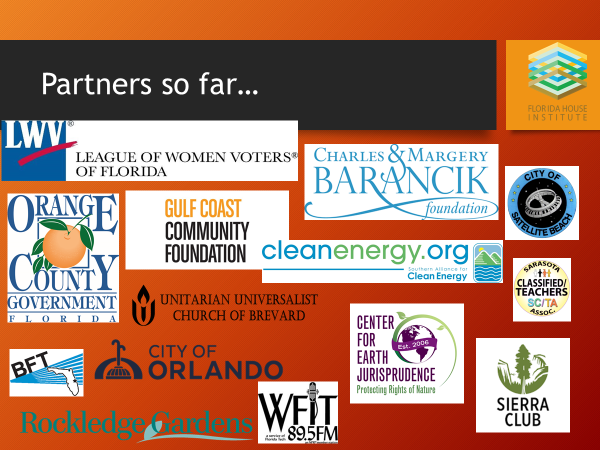 Partners so far…
FLORIDA HOUSE
INSTITUTE
LWV®
LEAGUE OF WOMEN VOTERS®
OF FLORIDA
CHARLES & MARGERY
BARANCIK
foundation
CITY OF
SATELLITE BEACH
ORANGE
COUNTY
GOVERNMENT
FLORIDA
GULF COAST
COMMUNITY
FOUNDATION
cleanenergy.org
Southern Alliance for
Clean Energy
SARASOTA
CLASSIFIED/
TEACHERS
SC/TA
ASSOC.
UNITARIAN UNIVERSALIST
CHURCH OF BREVARD
CENTER
FOR
EARTH
JURISPRUDENCE
Est. 2006
Protecting Rights of Nature
BFT
CITY OF
ORLANDO
SIERRA
CLUB
Rockledge Gardens
WFIT
a service of
Florida Tech
89.5FM